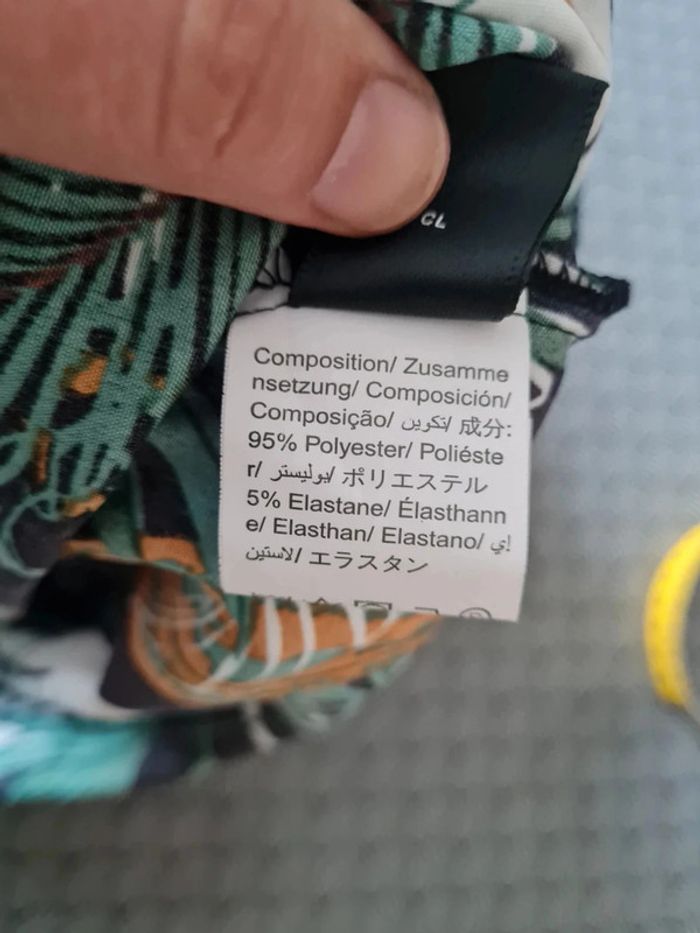 CL
Composition/ Zusamme
nsetzung/ Composición/
Composição/ تكوين/ 成分:
95% Polyester/ Poliéste
r/ بوليستر/ ポリエステル
5% Elastane/ Élasthann
e/ Elasthan/ Elastano/ إي
لاستين/ エラスタン